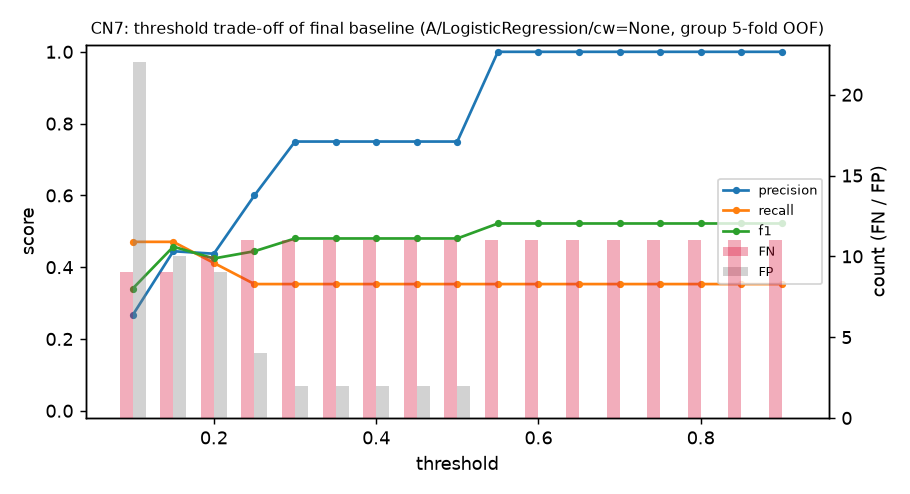 CN7: threshold trade-off of final baseline (A/LogisticRegression/cw=None, group 5-fold OOF)
1.0
0.8
0.6
0.4
0.2
0.0
score
20
15
10
5
0
count (FN / FP)
precision
recall
f1
FN
FP
0.2
0.4
0.6
0.8
threshold